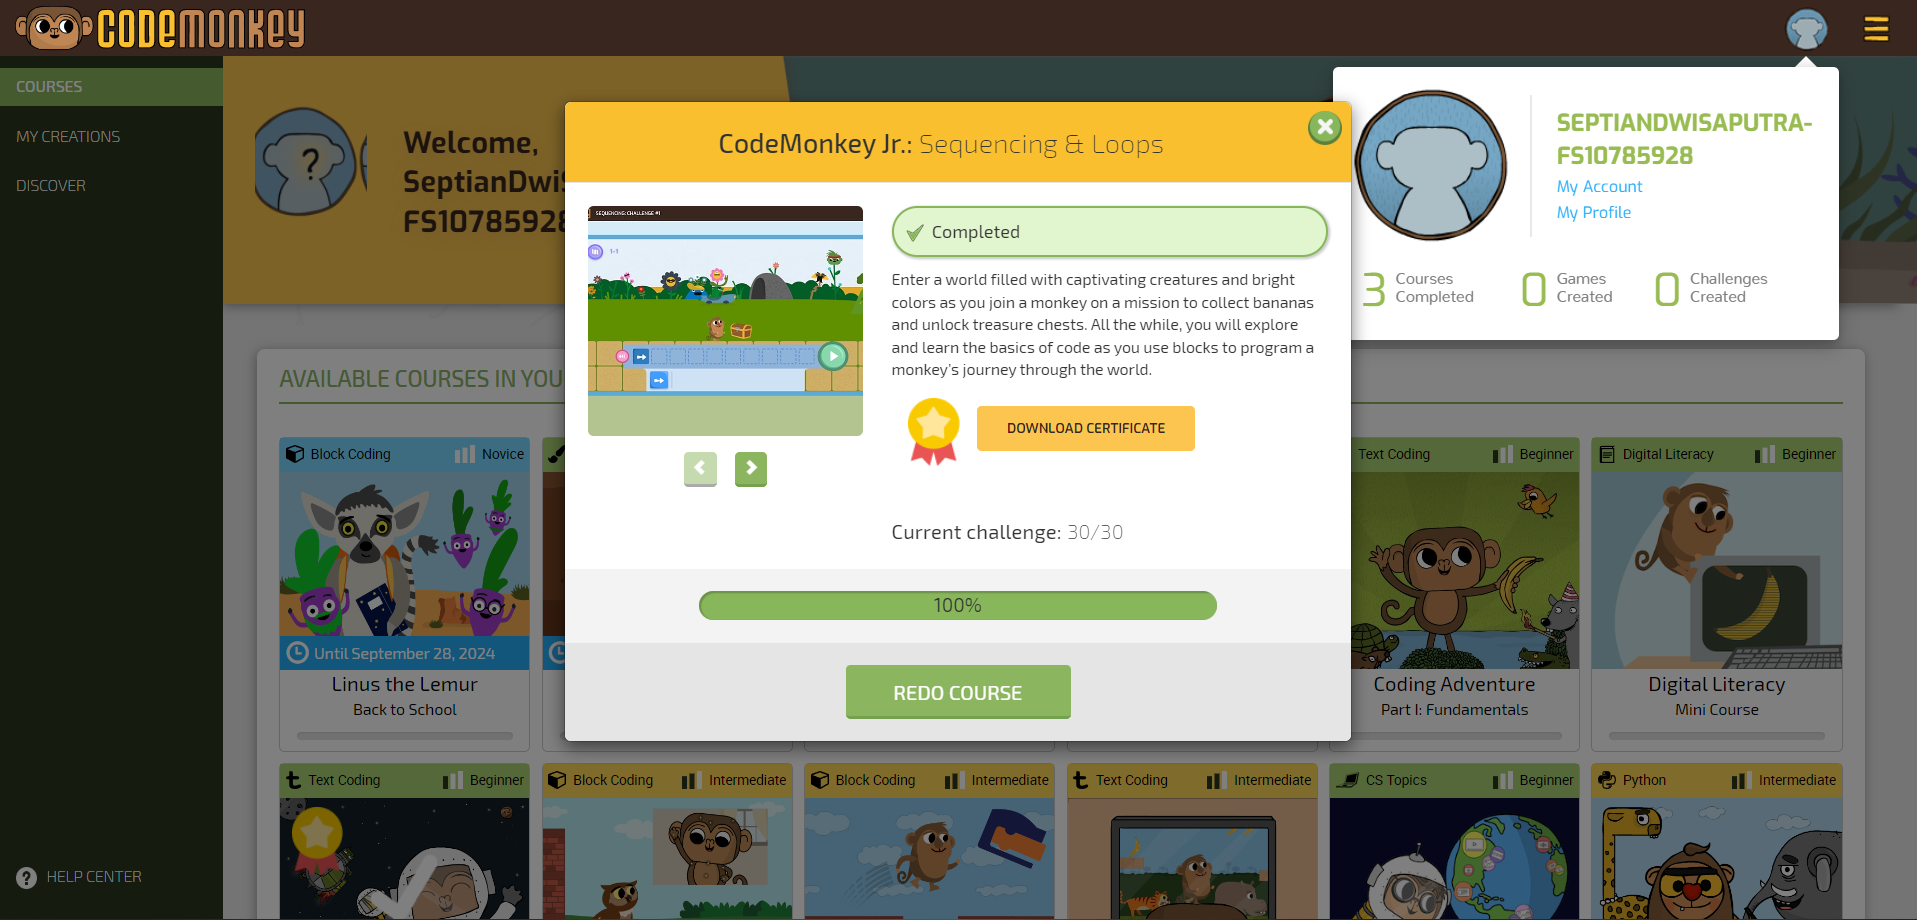 CODEMONKEY
COURSES
MY CREATIONS
DISCOVER
HELP CENTER
Welcome,
SeptianDwiS
FS10785928
SEPTIANDWISAPUTRA-
FS10785928
My Account
My Profile
3 Courses Completed
0 Games Created
0 Challenges Created
CodeMonkey Jr.: Sequencing & Loops
SEQUENCING: CHALLENGE #1
1-1
Completed
Enter a world filled with captivating creatures and bright
colors as you join a monkey on a mission to collect bananas
and unlock treasure chests. All the while, you will explore
and learn the basics of code as you use blocks to program a
monkey's journey through the world.
DOWNLOAD CERTIFICATE
Current challenge: 30/30
100%
REDO COURSE
AVAILABLE COURSES IN YOU
Block Coding Novice
Until September 28, 2024
Linus the Lemur
Back to School
Text Coding Beginner
Coding Adventure
Part I: Fundamentals
Digital Literacy Beginner
Digital Literacy
Mini Course
Text Coding Beginner
Block Coding Intermediate
Block Coding Intermediate
Text Coding Intermediate
CS Topics Beginner
Python Intermediate